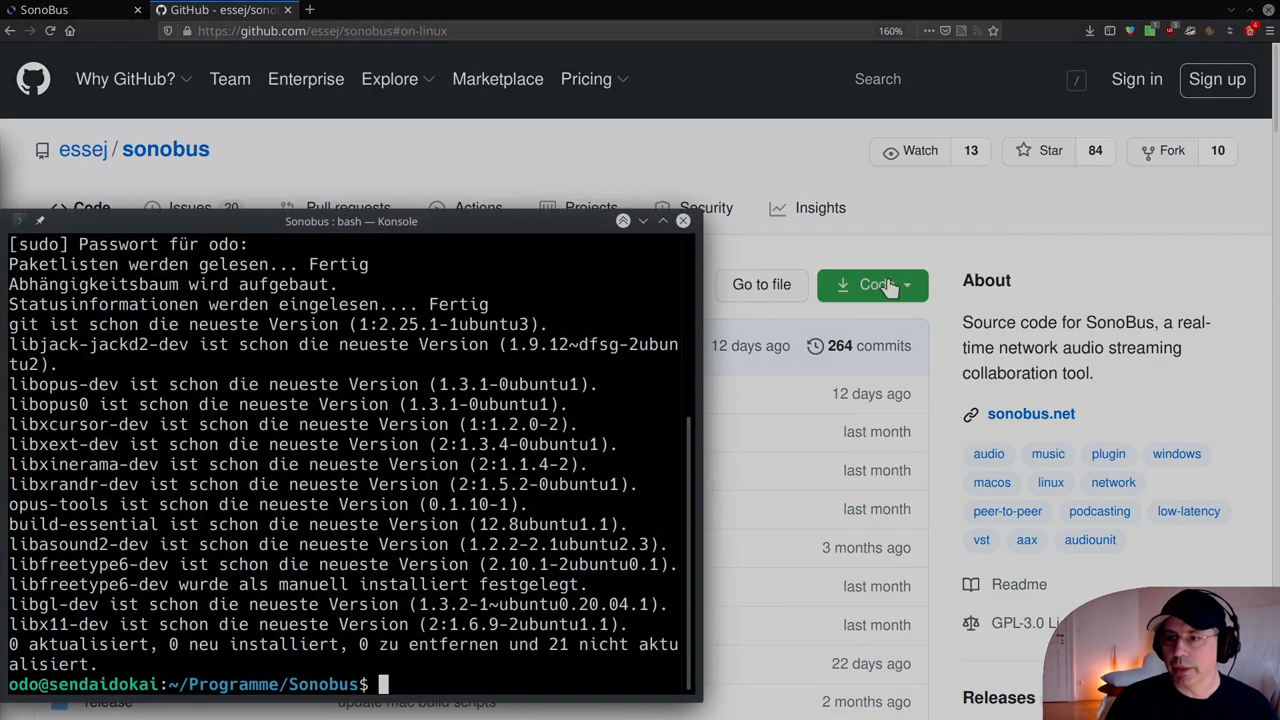 SonoBus
GitHub - essej/sono
https://github.com/essej/sonobus#on-linux
160%
Why GitHub?
Team
Enterprise
Explore
Marketplace
Pricing
Search
/
Sign in
Sign up
essej / sonobus
Watch
13
Star
84
Fork
10
Code
Issues
20
Pull requests
Actions
Projects
Security
Insights
Sonobus : bash — Konsole
[sudo] Passwort für odo:
Paketlisten werden gelesen... Fertig
Abhängigkeitsbaum wird aufgebaut.
Statusinformationen werden eingelesen.... Fertig
git ist schon die neueste Version (1:2.25.1-1ubuntu3).
libjack-jackd2-dev ist schon die neueste Version (1.9.12~dfsg-2ubun
tu2).
libopus-dev ist schon die neueste Version (1.3.1-0ubuntu1).
libopus0 ist schon die neueste Version (1.3.1-0ubuntu1).
libxcursor-dev ist schon die neueste Version (1:1.2.0-2).
libxext-dev ist schon die neueste Version (2:1.3.4-0ubuntu1).
libxinerama-dev ist schon die neueste Version (2:1.1.4-2).
libxrandr-dev ist schon die neueste Version (2:1.5.2-0ubuntu1).
opus-tools ist schon die neueste Version (0.1.10-1).
build-essential ist schon die neueste Version (12.8ubuntu1.1).
libasound2-dev ist schon die neueste Version (1.2.2-2.1ubuntu2.3).
libfreetype6-dev ist schon die neueste Version (2.10.1-2ubuntu0.1).
libfreetype6-dev wurde als manuell installiert festgelegt.
libgl-dev ist schon die neueste Version (1.3.2-1~ubuntu0.20.04.1).
libx11-dev ist schon die neueste Version (2:1.6.9-2ubuntu1.1).
0 aktualisiert, 0 neu installiert, 0 zu entfernen und 21 nicht aktu
alisiert.
odo@sendaidokai:~/Programme/Sonobus$
Go to file
Code
12 days ago
264 commits
12 days ago
last month
last month
last month
3 months ago
last month
last month
22 days ago
release
update mac build scripts
2 months ago
About
Source code for SonoBus, a real-
time network audio streaming
collaboration tool.
sonobus.net
audio
music
plugin
windows
macos
linux
network
peer-to-peer
podcasting
low-latency
vst
aax
audiounit
Readme
GPL-3.0
Releases